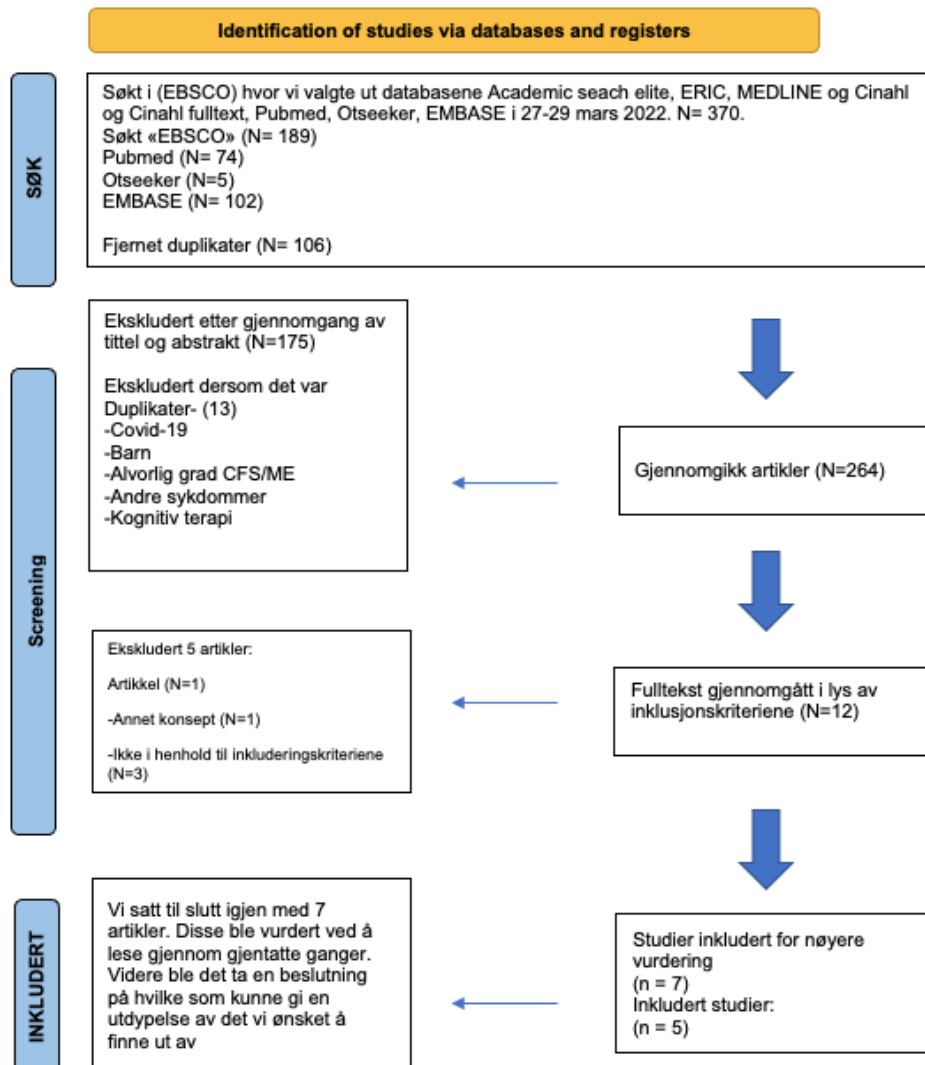 Identification of studies via databases and registers
SØK
Søkt i (EBSCO) hvor vi valgte ut databasene Academic seach elite, ERIC, MEDLINE og Cinahl
og Cinahl fulltext, Pubmed, Otseeker, EMBASE i 27-29 mars 2022. N= 370.
Søkt «EBSCO» (N= 189)
Pubmed (N= 74)
Otseeker (N=5)
EMBASE (N= 102)
Fjernet duplikater (N= 106)
Screening
Ekskludert etter gjennomgang av
tittel og abstrakt (N=175)
Ekskludert dersom det var
Duplikater- (13)
-Covid-19
-Barn
-Alvorlig grad CFS/ME
-Andre sykdommer
-Kognitiv terapi
Gjennomgikk artikler (N=264)
Ekskludert 5 artikler:
Artikkel (N=1)
-Annet konsept (N=1)
-Ikke i henhold til inkluderingskriteriene
(N=3)
Fulltekst gjennomgått i lys av
inklusjonskriteriene (N=12)
INKLUDERT
Vi satt til slutt igjen med 7
artikler. Disse ble vurdert ved å
lese gjennom gjentatte ganger.
Videre ble det ta en beslutning
på hvilke som kunne gi en
utdypelse av det vi ønsket å
finne ut av
Studier inkludert for nøyere
vurdering
(n = 7)
Inkludert studier:
(n = 5)